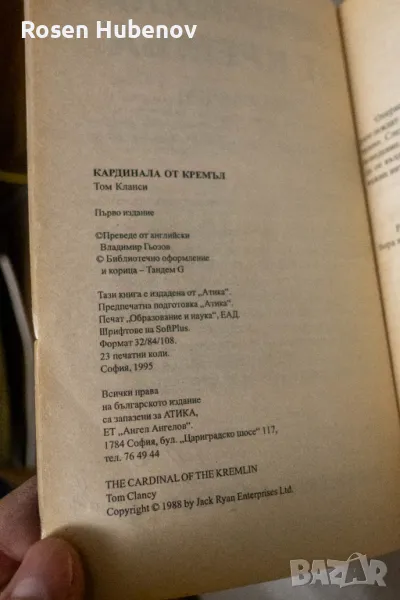 Rosen Hubenov
КАРДИНАЛА ОТ КРЕМЪЛ
Том Кланси
Първо издание
©Преведе от английски
Владимир Гьозов
© Библиотечно оформление
и корица – Тандем G
Тази книга е издадена от „Атика".
Предпечатна подготовка „Атика".
Печат „Образование и наука", ЕАД.
Шрифтове на SoftPlus.
Формат 32/84/108.
23 печатни коли.
София, 1995
Всички права
на българското издание
са запазени за АТИКА,
ЕТ „Ангел Ангелов".
1784 София, бул. „Цариградско шосе" 117,
тел. 76 49 44
THE CARDINAL OF THE KREMLIN
Tom Clancy
Copyright © 1988 by Jack Ryan Enterprises Ltd.
BAZAR